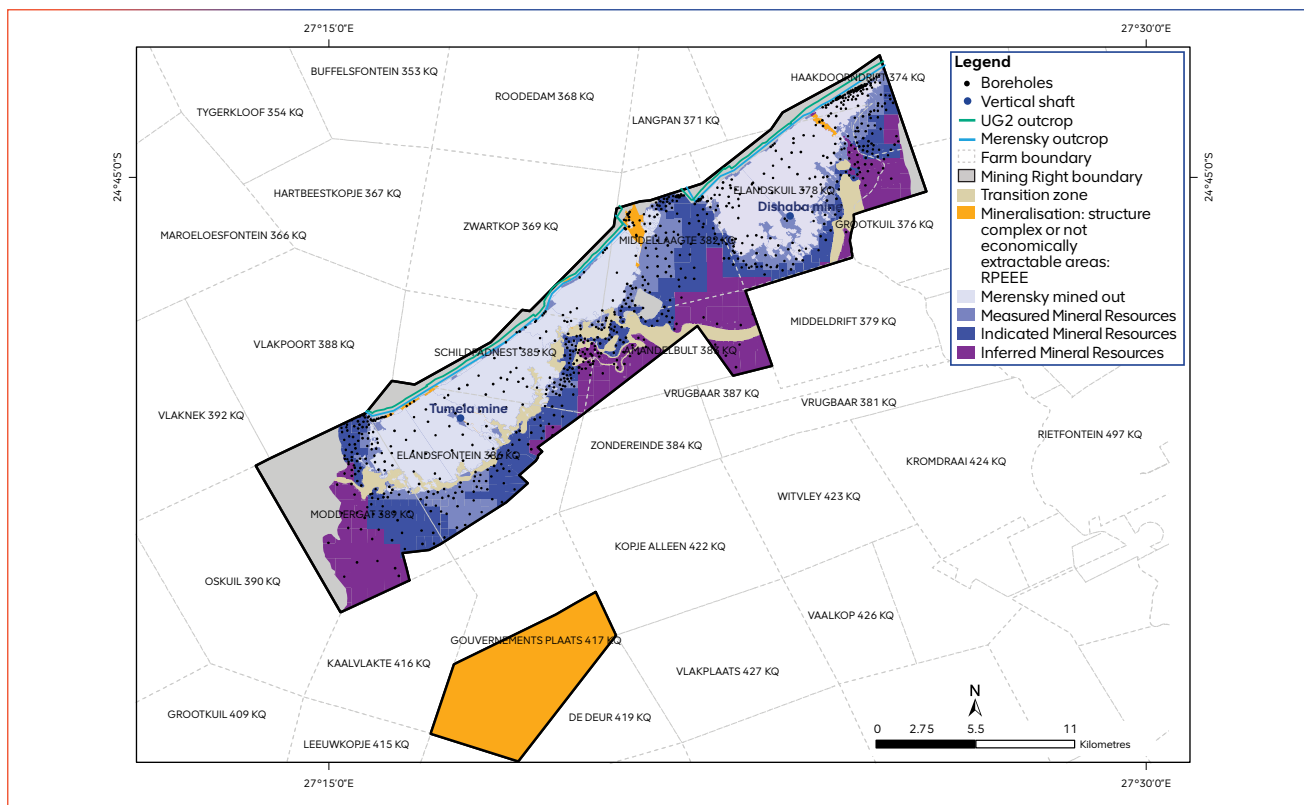 27°15’0”E
27°30’0”E
24°45’0”S
24°45’0”S
BUFFELSFONTEIN 353 KQ
TYGERKLOOF 354 KQ
ROODEDAM 368 KQ
LANGPAN 371 KQ
HAAKDOORNDRIFT 374 KQ
HARTBEESTKOPJE 367 KQ
MAROELOESFONTEIN 366 KQ
ZWARTKOP 369 KQ
ELANDSKUIL 378 KQ
Dishaba mine
GROOTKUIL 376 KQ
MIDDELLAAGTE 382 KQ
VLAKPOORT 388 KQ
SCHILDPADNEST 385 KQ
MIDDELDRIFT 379 KQ
AMANDELBULT 383 KQ
VRUGBAAR 387 KQ
VRUGBAAR 381 KQ
VLAKNEK 392 KQ
Tumela mine
ELANDSFONTEIN 386 KQ
ZONDEREINDE 384 KQ
RIETFONTEIN 497 KQ
KROMDRAAI 424 KQ
WITVLEY 423 KQ
MODDERGAT 389 KQ
KOPJE ALLEEN 422 KQ
OSKUIL 390 KQ
VAALKOP 426 KQ
GOUVERNEMENTS PLAATS 417 KQ
KAALVLAKTE 416 KQ
VLAKPLAATS 427 KQ
GROOTKUIL 409 KQ
DE DEUR 419 KQ
LEEUWKOPJE 415 KQ
Legend
Boreholes
Vertical shaft
UG2 outcrop
Merensky outcrop
Farm boundary
Mining Right boundary
Transition zone
Mineralisation: structure
complex or not
economically
extractable areas:
RPEEE
Merensky mined out
Measured Mineral Resources
Indicated Mineral Resources
Inferred Mineral Resources
N
0 2.75 5.5 11
Kilometres
27°15’0”E
27°30’0”E